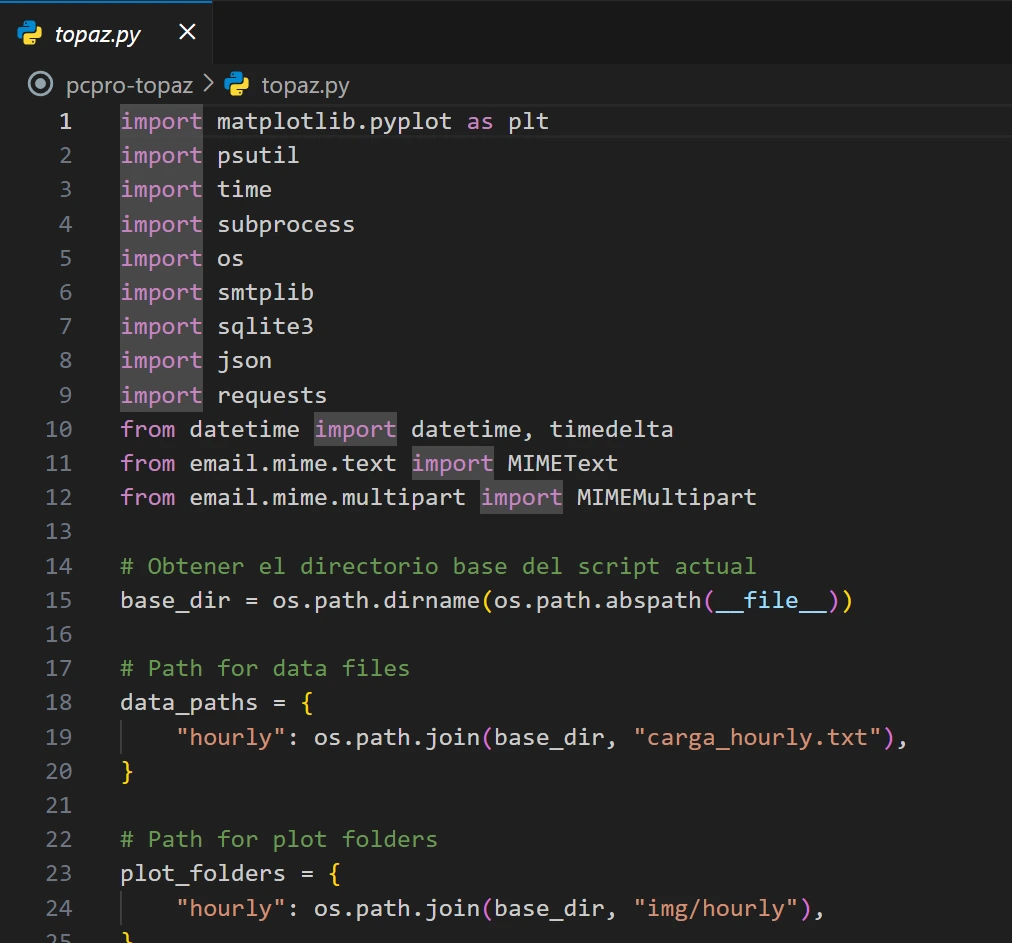 topaz.py
pcpro-topaz > topaz.py
1 import matplotlib.pyplot as plt
2 import psutil
3 import time
4 import subprocess
5 import os
6 import smtplib
7 import sqlite3
8 import json
9 import requests
10 from datetime import datetime, timedelta
11 from email.mime.text import MIMEText
12 from email.mime.multipart import MIMEMultipart
13
14 # Obtener el directorio base del script actual
15 base_dir = os.path.dirname(os.path.abspath(__file__))
16
17 # Path for data files
18 data_paths = {
19     "hourly": os.path.join(base_dir, "carga_hourly.txt"),
20 }
21
22 # Path for plot folders
23 plot_folders = {
24     "hourly": os.path.join(base_dir, "img/hourly"),
25 }